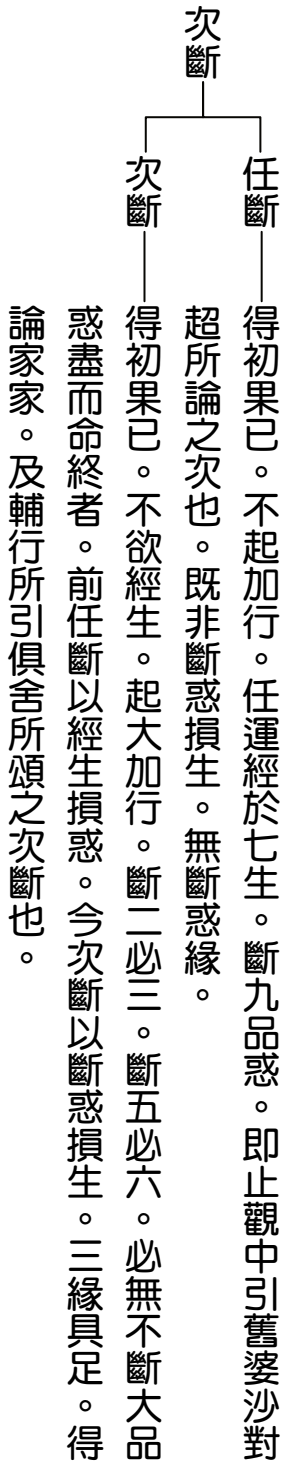 次斷
任斷
得初果已。不起加行。任運經於七生。斷九品惑。即止觀中引舊婆沙對
超所論之次也。既非斷惑損生。無斷惑緣。
次斷
得初果已。不欲經生。起大加行。斷二必三。斷五必六。必無不斷大品
惑盡而命終者。前任斷以經生損惑。今次斷以斷惑損生。三緣具足。得
論家家。及輔行所引俱舍所頌之次斷也。